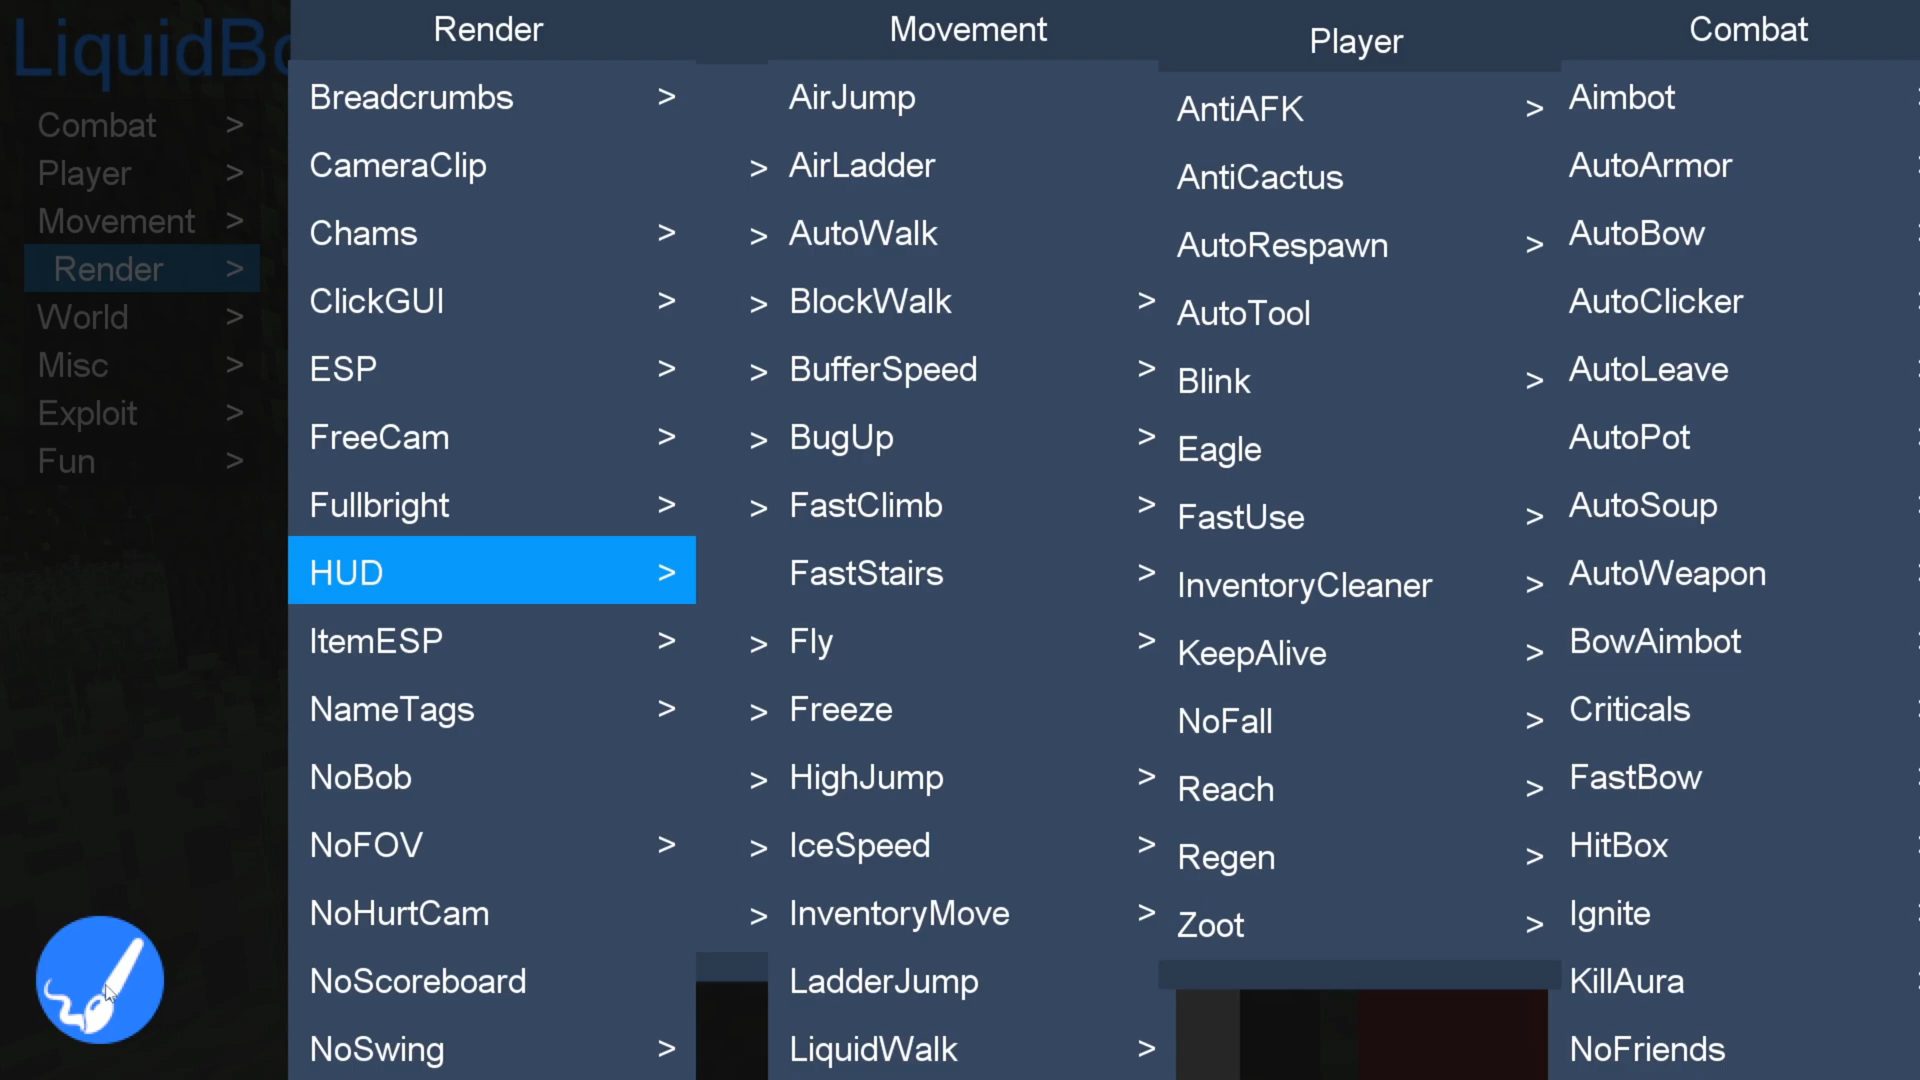 LiquidBo
Combat >
Player >
Movement >
Render >
World >
Misc >
Exploit >
Fun >
Render
Breadcrumbs >
CameraClip
Chams >
ClickGUI >
ESP >
FreeCam >
Fullbright >
HUD >
ItemESP >
NameTags >
NoBob
NoFOV >
NoHurtCam
NoScoreboard
NoSwing >
Movement
AirJump
> AirLadder
> AutoWalk
> BlockWalk >
> BufferSpeed >
> BugUp >
> FastClimb >
FastStairs >
> Fly >
> Freeze
> HighJump >
> IceSpeed >
> InventoryMove >
LadderJump
LiquidWalk >
Player
AntiAFK >
AntiCactus
AutoRespawn >
AutoTool
Blink >
Eagle
FastUse >
InventoryCleaner >
KeepAlive >
NoFall >
Reach >
Regen >
Zoot >
Combat
Aimbot
AutoArmor
AutoBow
AutoClicker
AutoLeave
AutoPot
AutoSoup
AutoWeapon
BowAimbot
Criticals
FastBow
HitBox
Ignite
KillAura
NoFriends